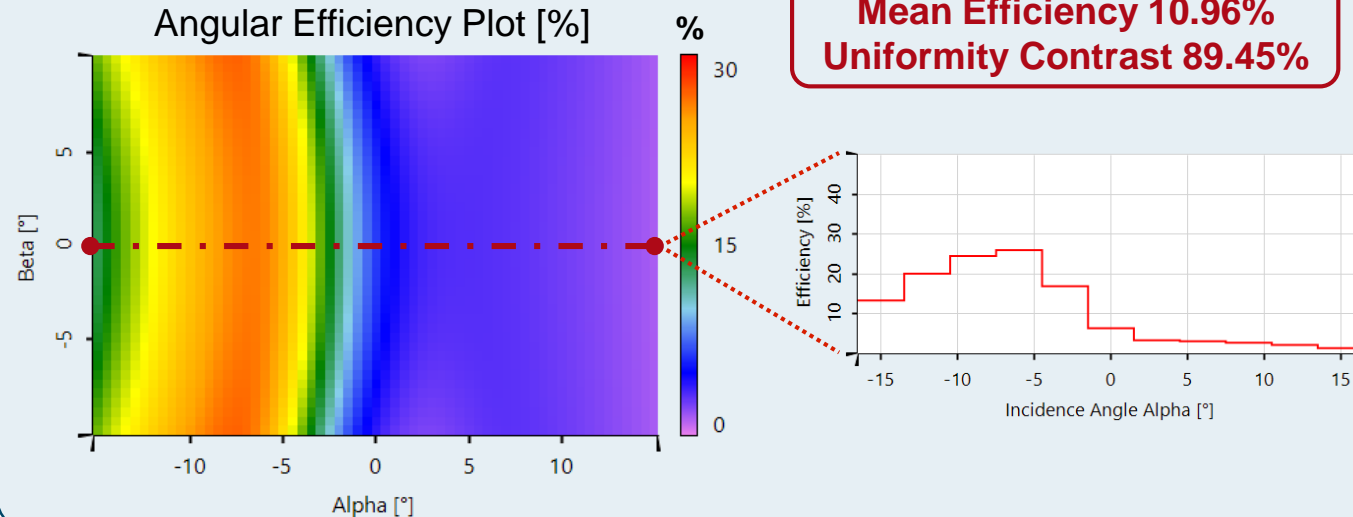 Angular Efficiency Plot [%]
%
Mean Efficiency 10.96%
Uniformity Contrast 89.45%
30
15
0
5
0
-5
Beta [°]
-10 -5 0 5 10
Alpha [°]
40
30
20
10
Efficiency [%]
-15 -10 -5 0 5 10 15
Incidence Angle Alpha [°]